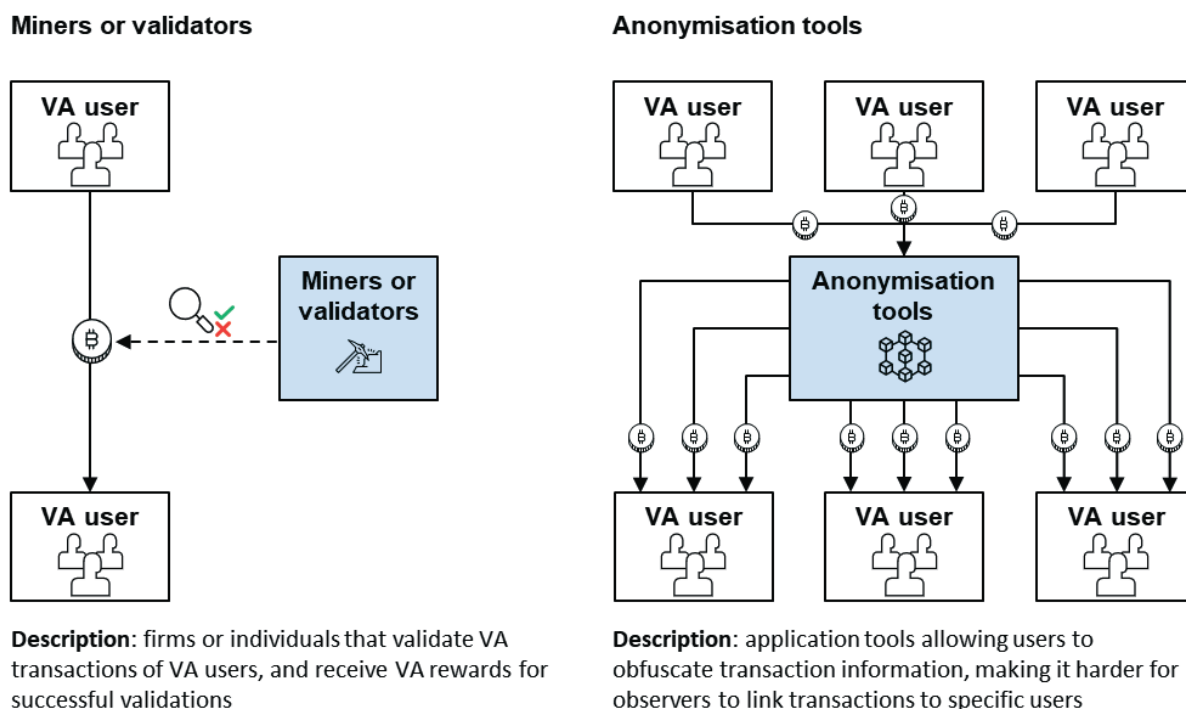 Miners or validators
VA user
Miners or
validators
VA user
Description: firms or individuals that validate VA
transactions of VA users, and receive VA rewards for
successful validations
Anonymisation tools
VA user
VA user
VA user
Anonymisation
tools
VA user
VA user
VA user
Description: application tools allowing users to
obfuscate transaction information, making it harder for
observers to link transactions to specific users